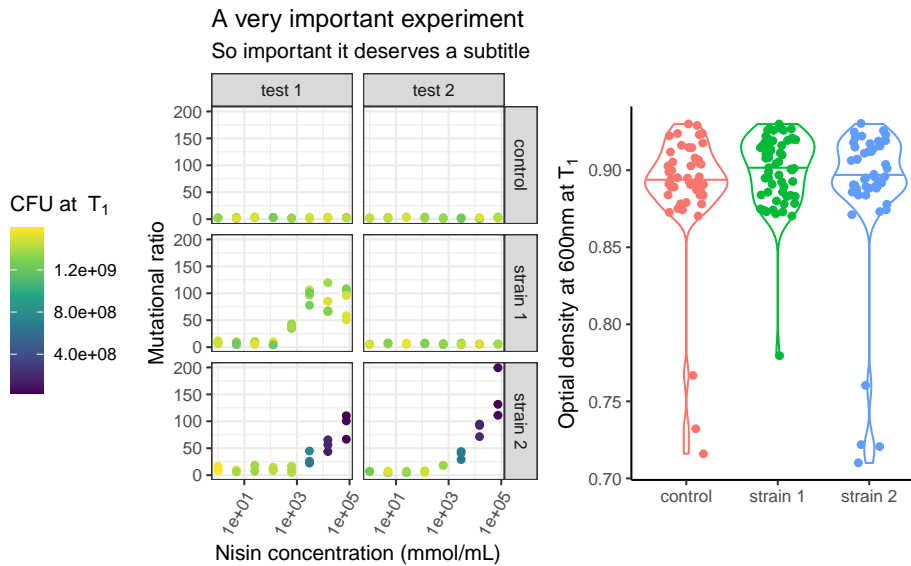 A very important experiment
So important it deserves a subtitle
CFU at T1
1.2e+09
8.0e+08
4.0e+08
Mutational ratio
test 1
test 2
200
150
100
50
0
control
200
150
100
50
0
strain 1
200
150
100
50
0
strain 2
1e+01
1e+03
1e+05
1e+01
1e+03
1e+05
Nisin concentration (mmol/mL)
Optial density at 600nm at T1
0.90
0.85
0.80
0.75
0.70
control
strain 1
strain 2